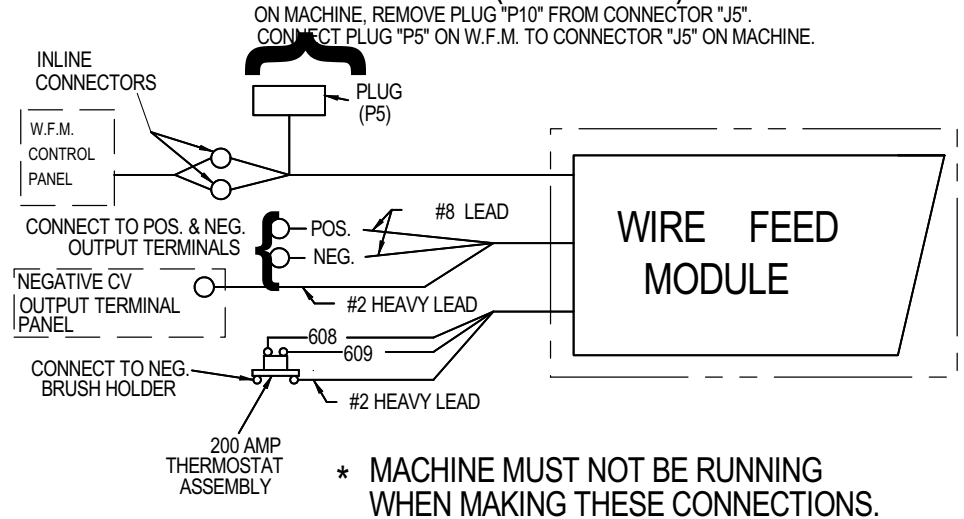 ON MACHINE, REMOVE PLUG "P10" FROM CONNECTOR "J5".
CONNECT PLUG "P5" ON W.F.M. TO CONNECTOR "J5" ON MACHINE.
INLINE
CONNECTORS
PLUG
(P5)
W.F.M.
CONTROL
PANEL
CONNECT TO POS. & NEG.
OUTPUT TERMINALS
POS.
NEG.
#8 LEAD
WIRE FEED
MODULE
NEGATIVE CV
OUTPUT TERMINAL
PANEL
#2 HEAVY LEAD
608
609
CONNECT TO NEG.
BRUSH HOLDER
#2 HEAVY LEAD
200 AMP
THERMOSTAT
ASSEMBLY
* MACHINE MUST NOT BE RUNNING
WHEN MAKING THESE CONNECTIONS.